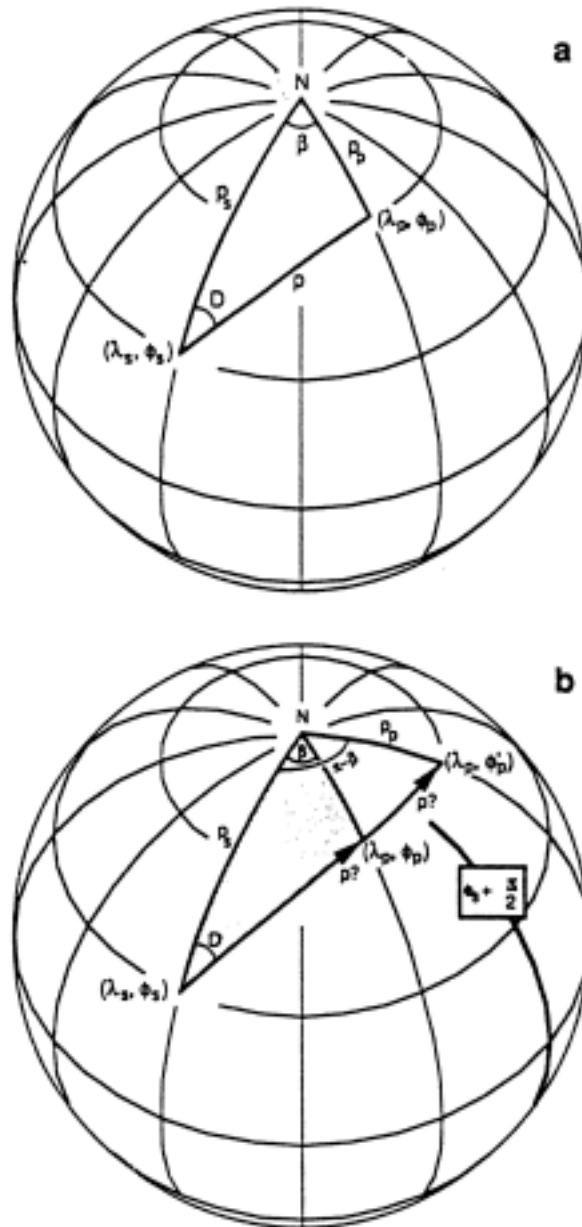 a
N
β
p_s
p_p
(λ_p, ϕ_p)
D
p
(λ_s, ϕ_s)
b
N
β
π-β
p_p
(λ_p, ϕ'_p)
p?
p_s
(λ_p, ϕ_p)
p?
ϕ_s + π/2
D
(λ_s, ϕ_s)